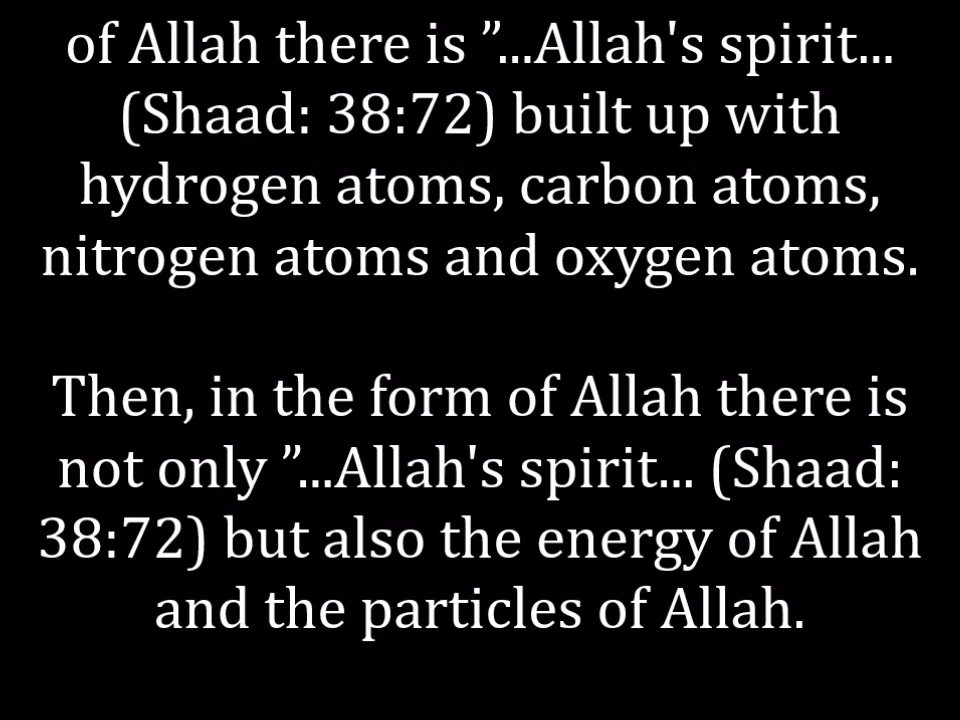 of Allah there is ”...Allah's spirit...
(Shaad: 38:72) built up with
hydrogen atoms, carbon atoms,
nitrogen atoms and oxygen atoms.
Then, in the form of Allah there is
not only ”...Allah's spirit... (Shaad:
38:72) but also the energy of Allah
and the particles of Allah.